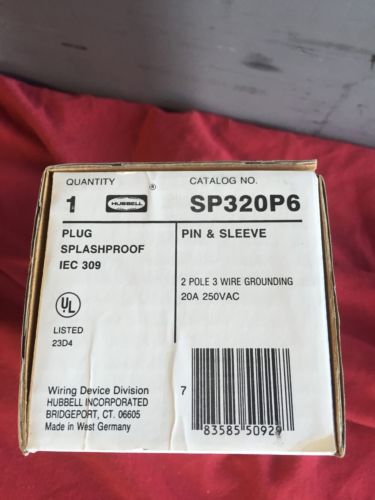 QUANTITY
1 HUBBELL ®
CATALOG NO.
SP320P6
PLUG
SPLASHPROOF
IEC 309
PIN & SLEEVE
2 POLE 3 WIRE GROUNDING
20A 250VAC
UL
LISTED
23D4
Wiring Device Division
HUBBELL INCORPORATED
BRIDGEPORT, CT. 06605
Made in West Germany
7 83585 50929